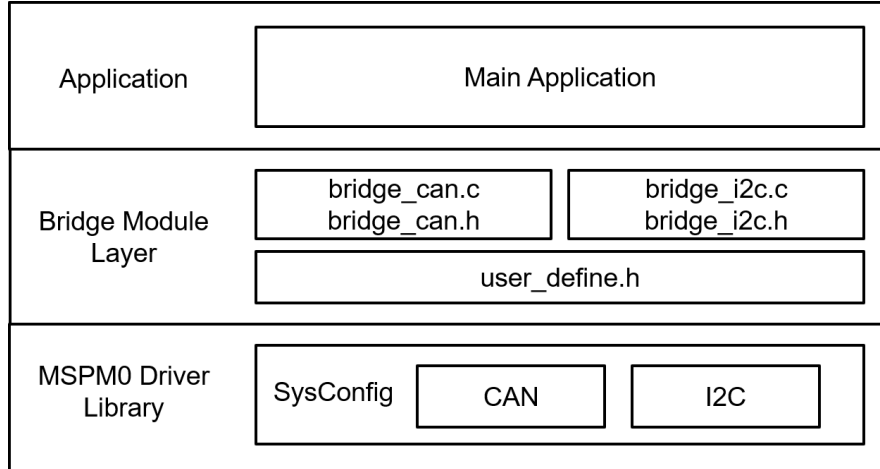 Application
Main Application
Bridge Module
Layer
bridge_can.c
bridge_can.h
bridge_i2c.c
bridge_i2c.h
user_define.h
MSPM0 Driver
Library
SysConfig
CAN
I2C